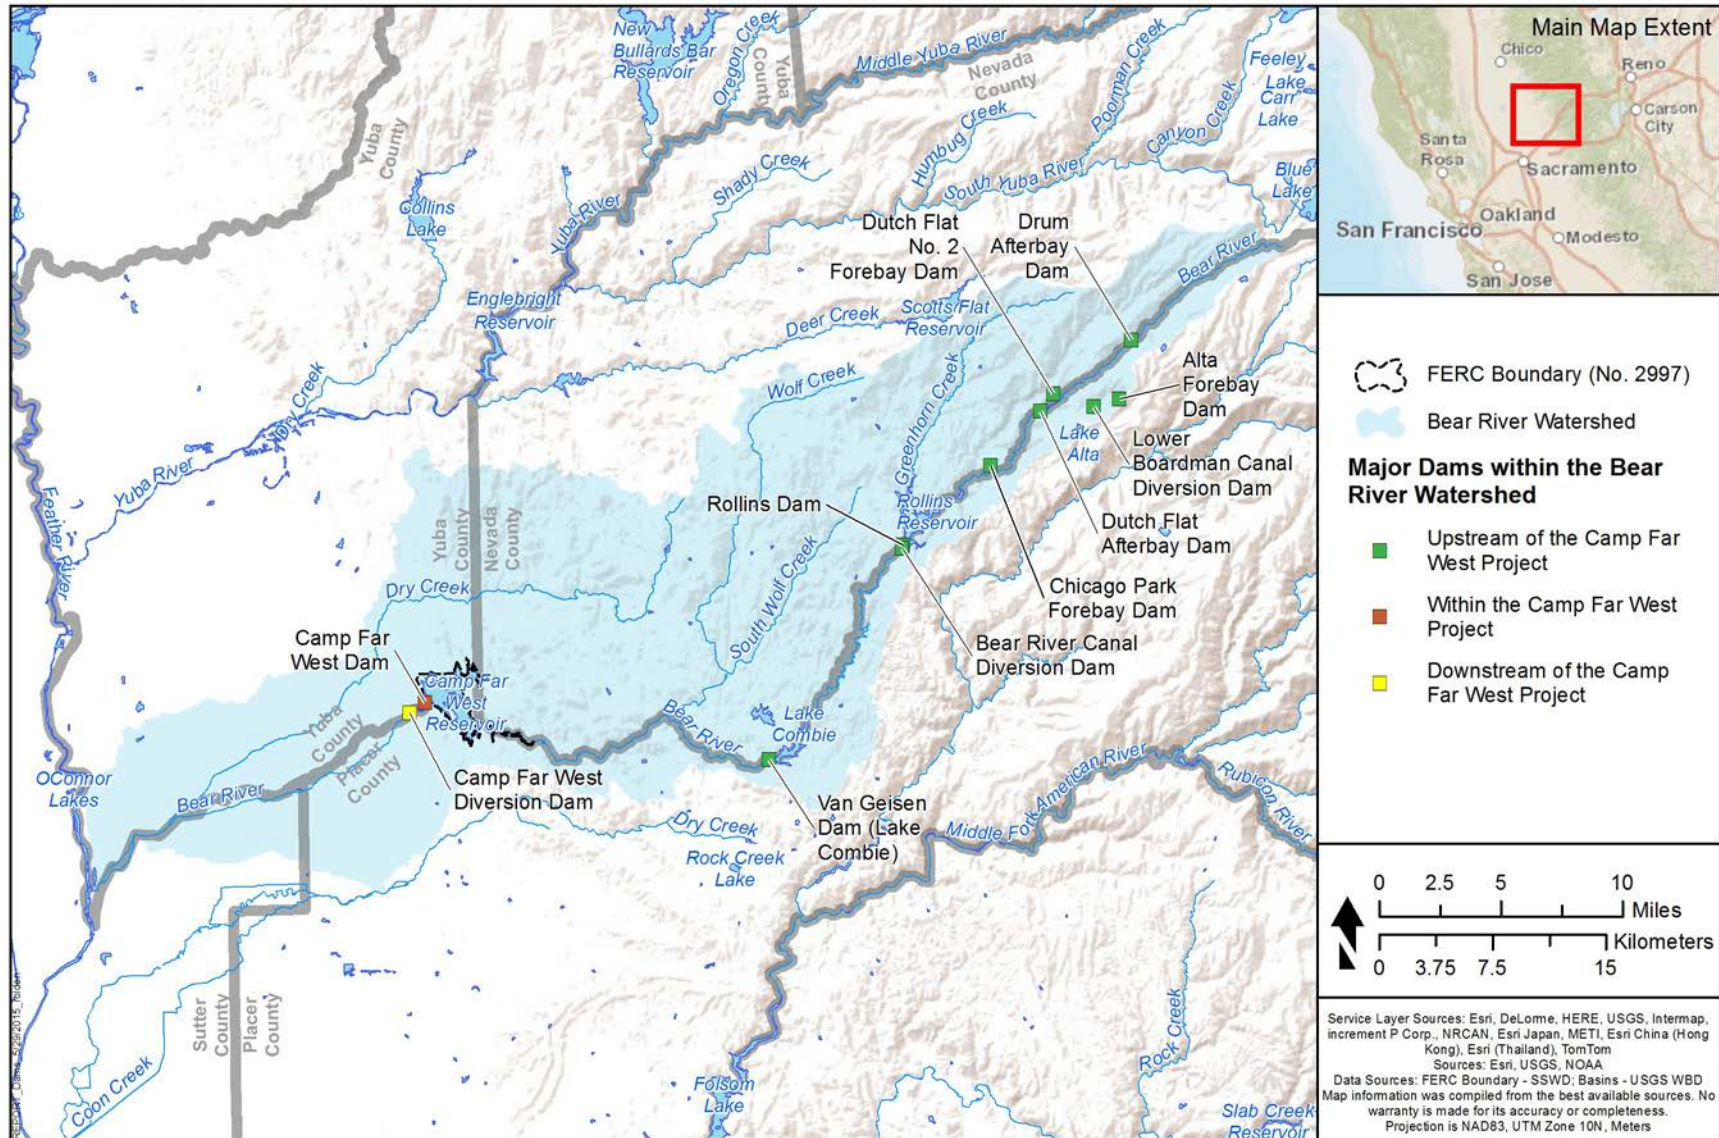 New
Bullards Bar
Reservoir
Oregon Creek
Yuba
County
Middle Yuba River
Nevada
County
Poorman Creek
Feeley
Lake
Carr
Lake
Yuba
County
Humbug Creek
Canyon Creek
Shady Creek
South Yuba River
Blue
Lake
Collins
Lake
Yuba River
Dutch Flat
No. 2
Forebay Dam
Drum
Afterbay
Dam
Bear River
Englebright
Reservoir
Scotts Flat
Reservoir
Deer Creek
Alta
Forebay
Dam
Wolf Creek
Dry Creek
Greenhorn Creek
Lake
Alta
Lower
Boardman Canal
Diversion Dam
Yuba River
Feather River
Rollins Dam
Rollins
Reservoir
Dutch Flat
Afterbay Dam
Yuba
County
Nevada
County
Dry Creek
South Wolf Creek
Chicago Park
Forebay Dam
Camp Far
West Dam
Bear River Canal
Diversion Dam
Camp Far
West
Reservoir
Yuba
County
Placer
County
Bear River
Lake
Combie
OConnor
Lakes
Bear River
Camp Far West
Diversion Dam
Van Geisen
Dam (Lake
Combie)
Dry Creek
Rock Creek
Lake
Middle Fork American River
Rubicon River
Sutter
County
Placer
County
Coon Creek
Rock Creek
Folsom
Lake
Slab Creek
Reservoir
Main Map Extent
Chico
Reno
Carson
City
Santa
Rosa
Sacramento
Oakland
San Francisco
Modesto
San Jose
FERC Boundary (No. 2997)
Bear River Watershed
Major Dams within the Bear
River Watershed
Upstream of the Camp Far
West Project
Within the Camp Far West
Project
Downstream of the Camp
Far West Project
0 2.5 5 10
Miles
Kilometers
0 3.75 7.5 15
N
Service Layer Sources: Esri, DeLorme, HERE, USGS, Intermap,
increment P Corp., NRCAN, Esri Japan, METI, Esri China (Hong
Kong), Esri (Thailand), TomTom
Sources: Esri, USGS, NOAA
Data Sources: FERC Boundary - SSWD; Basins - USGS WBD
Map information was compiled from the best available sources. No
warranty is made for its accuracy or completeness.
Projection is NAD83, UTM Zone 10N, Meters